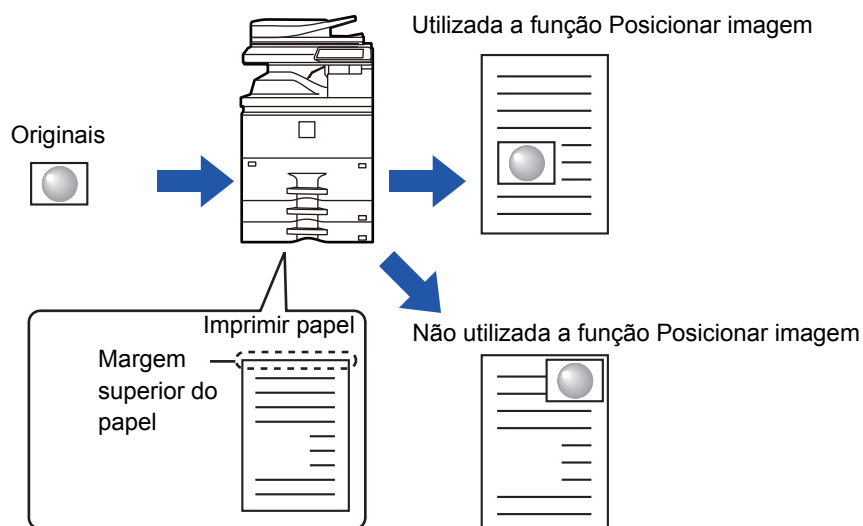 Utilizada a função Posicionar imagem
Originais
Imprimir papel
Margem
superior do
papel
Não utilizada a função Posicionar imagem